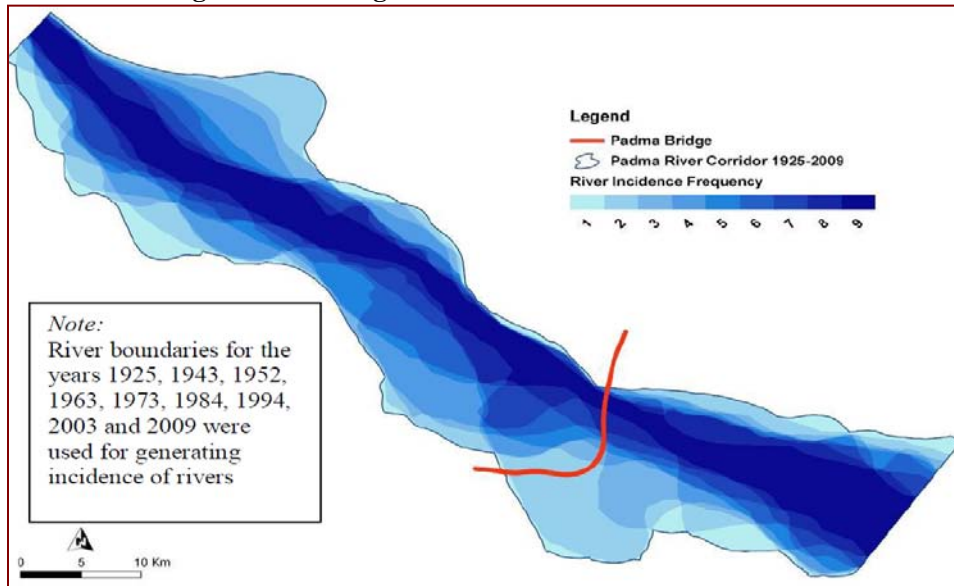 Legend
Padma Bridge
Padma River Corridor 1925-2009
River Incidence Frequency
1 2 3 4 5 6 7 8 9
Note:
River boundaries for the
years 1925, 1943, 1952,
1963, 1973, 1984, 1994,
2003 and 2009 were
used for generating
incidence of rivers
0 5 10 Km